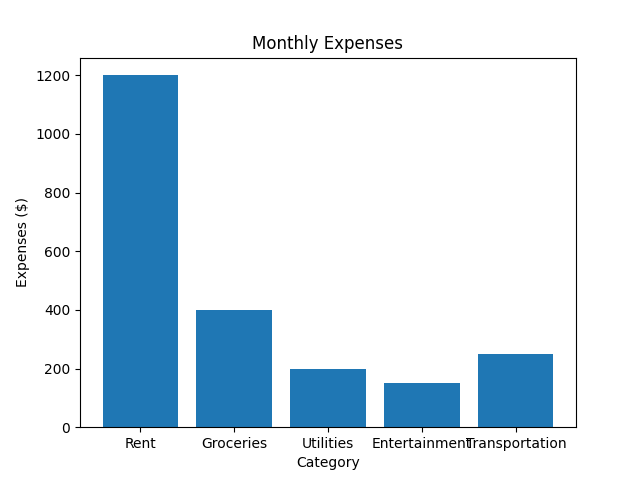 Monthly Expenses
Expenses ($)
1200
1000
800
600
400
200
0
Rent Groceries Utilities Entertainment Transportation
Category